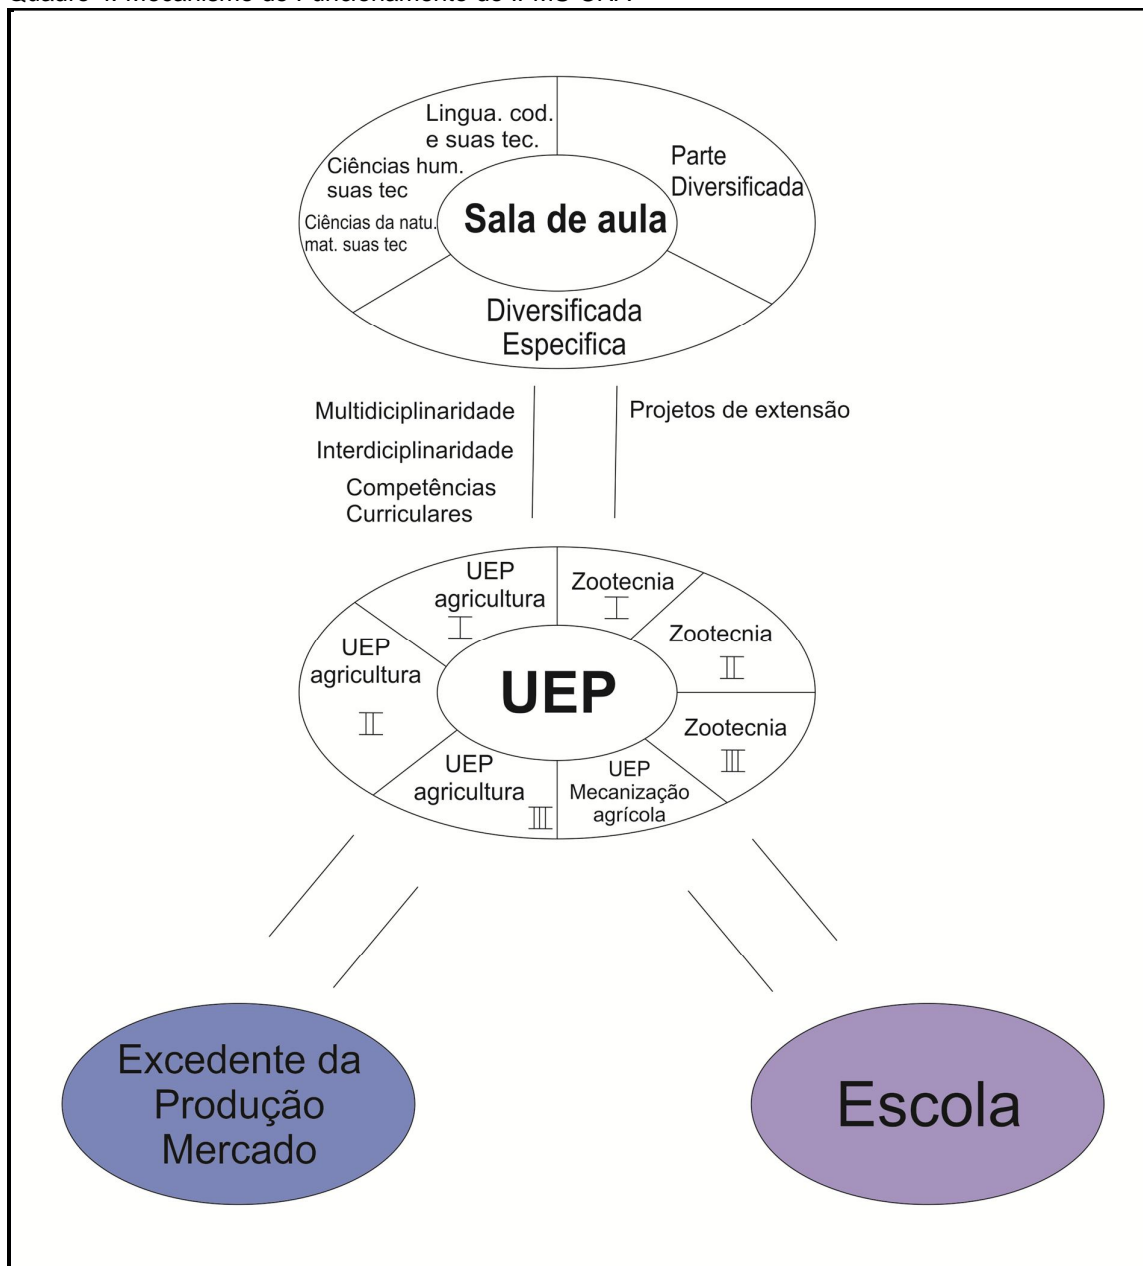 Lingua. cod.
e suas tec.
Ciências hum.
suas tec
Ciências da natu.
mat. suas tec
Parte
Diversificada
Sala de aula
Diversificada
Especifica
Multidiciplinaridade
Interdiciplinaridade
Competências
Curriculares
Projetos de extensão
UEP
agricultura
I
Zootecnia
I
UEP
agricultura
II
Zootecnia
II
UEP
Zootecnia
III
UEP
agricultura
III
UEP
Mecanização
agrícola
Excedente da
Produção
Mercado
Escola